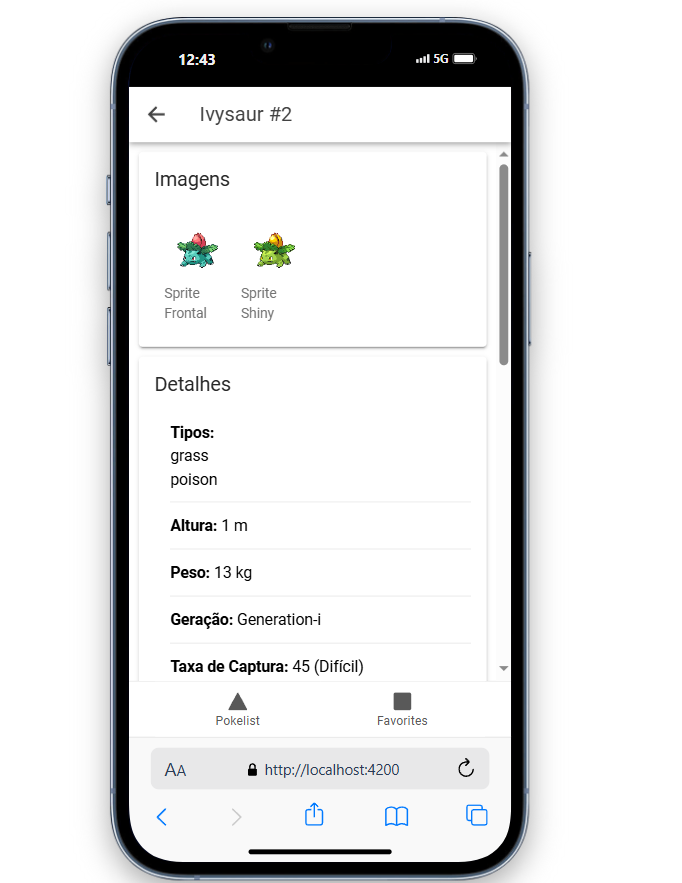 12:43
5G
Ivysaur #2
Imagens
Sprite Sprite
Frontal Shiny
Detalhes
Tipos:
grass
poison
Altura: 1 m
Peso: 13 kg
Geração: Generation-i
Taxa de Captura: 45 (Difícil)
Pokelist Favorites
AA http://localhost:4200